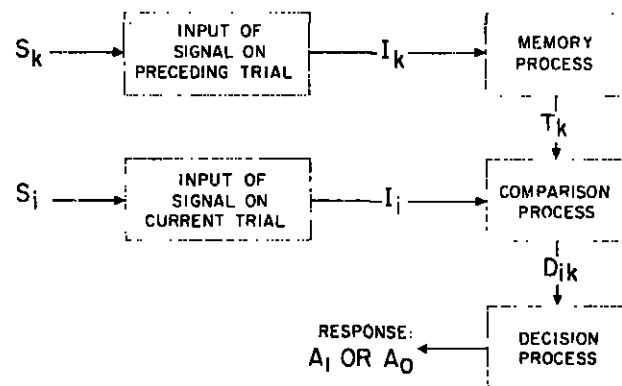 S_k
INPUT OF
SIGNAL ON
PRECEDING TRIAL
I_k
MEMORY
PROCESS
T_k
S_i
INPUT OF
SIGNAL ON
CURRENT TRIAL
I_i
COMPARISON
PROCESS
D_ik
RESPONSE:
A_1 OR A_0
DECISION
PROCESS